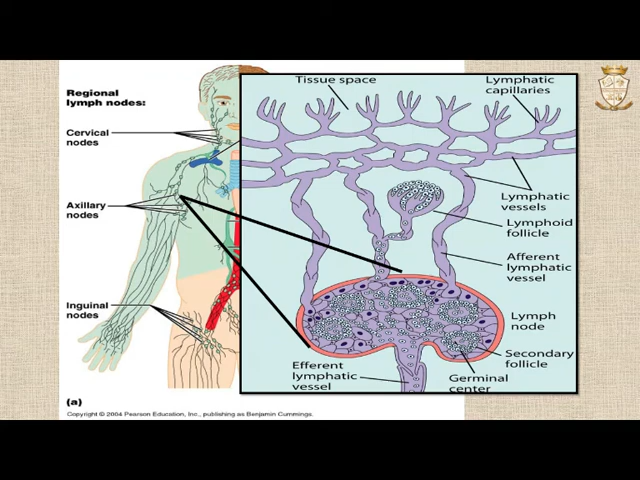 Regional
lymph nodes:
Cervical
nodes
Axillary
nodes
Inguinal
nodes
(a)
Copyright © 2004 Pearson Education, Inc., publishing as Benjamin Cummings.
Tissue space
Lymphatic
capillaries
Lymphatic
vessels
Lymphoid
follicle
Afferent
lymphatic
vessel
Lymph
node
Secondary
follicle
Germinal
center
Efferent
lymphatic
vessel